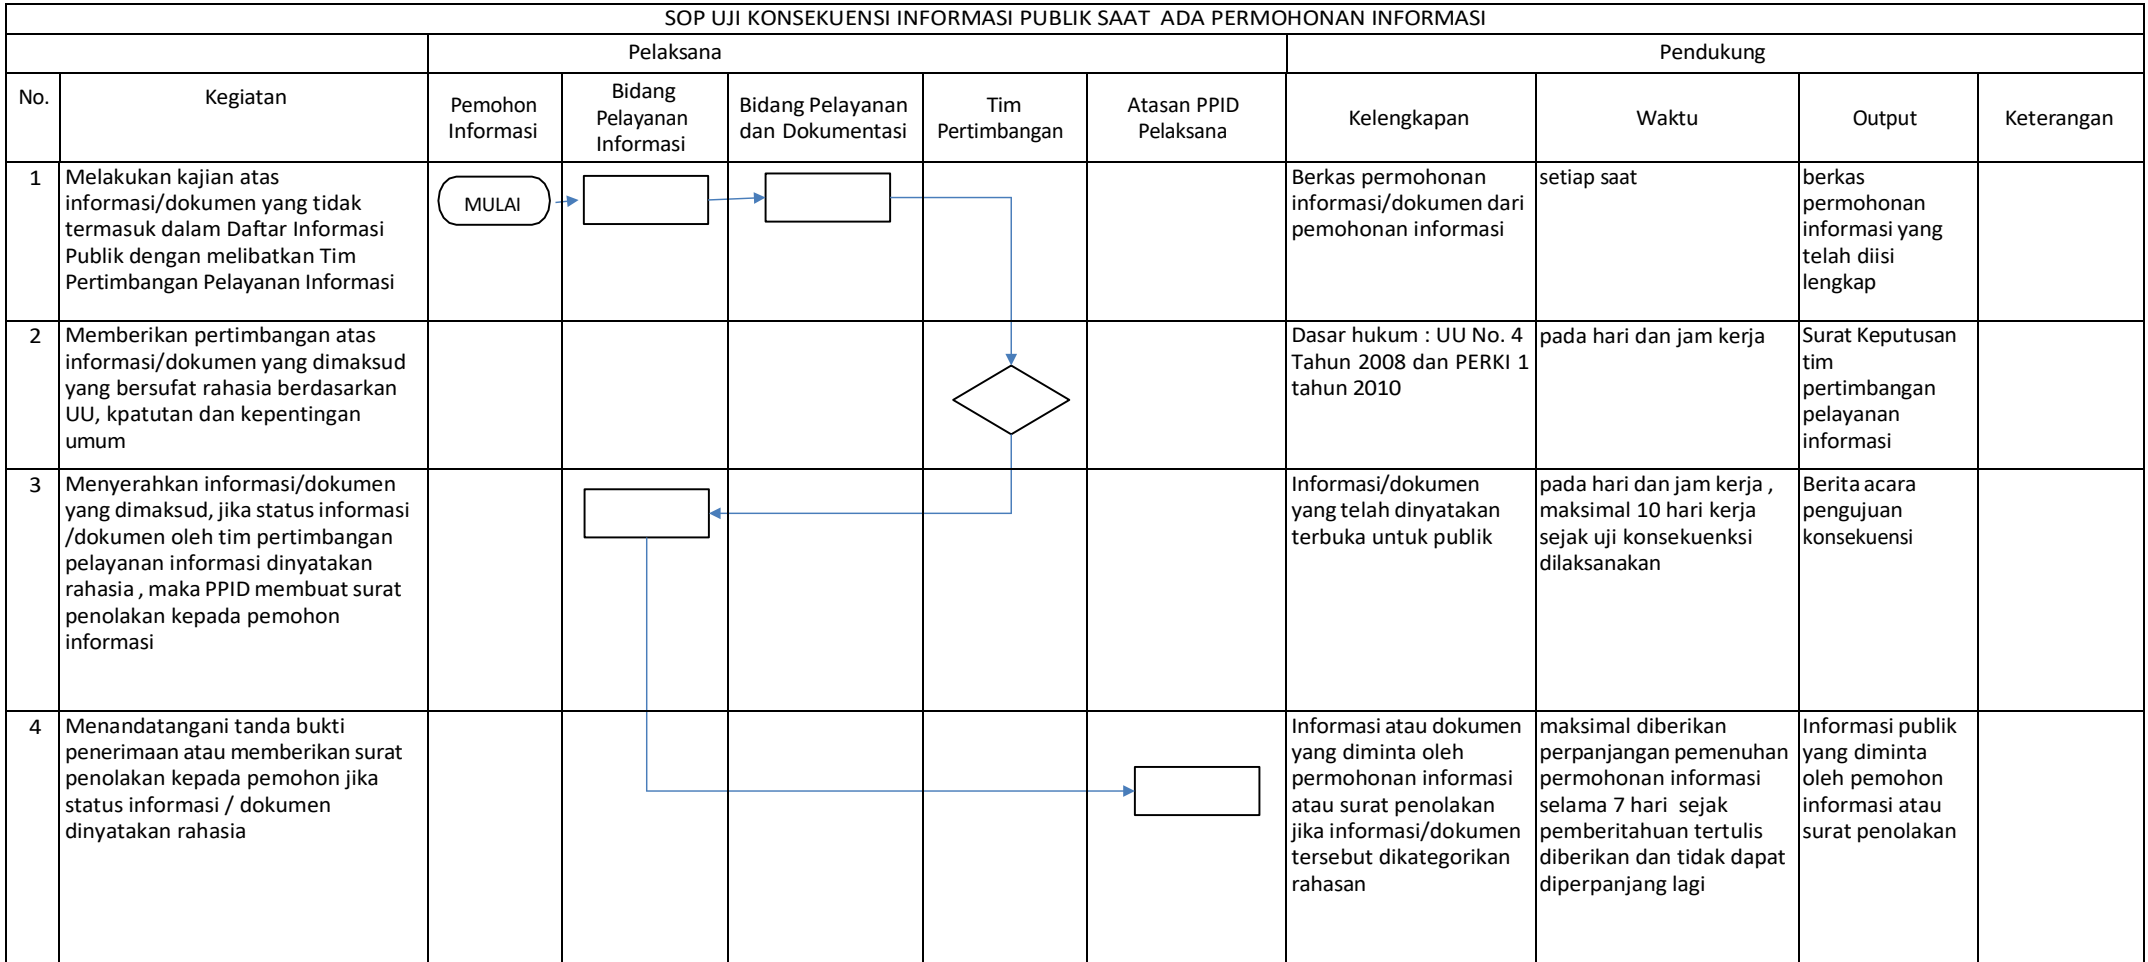 SOP UJI KONSEKUENSI INFORMASI PUBLIK SAAT ADA PERMOHONAN INFORMASI
Pelaksana
Pendukung
No.
Kegiatan
Pemohon
Informasi
Bidang
Pelayanan
Informasi
Bidang Pelayanan
dan Dokumentasi
Tim
Pertimbangan
Atasan PPID
Pelaksana
Kelengkapan
Waktu
Output
Keterangan
1
Melakukan kajian atas
informasi/dokumen yang tidak
termasuk dalam Daftar Informasi
Publik dengan melibatkan Tim
Pertimbangan Pelayanan Informasi
MULAI
Berkas permohonan
informasi/dokumen dari
pemohonan informasi
setiap saat
berkas
permohonan
informasi yang
telah diisi
lengkap
2
Memberikan pertimbangan atas
informasi/dokumen yang dimaksud
yang bersufat rahasia berdasarkan
UU, kpatutan dan kepentingan
umum
Dasar hukum : UU No. 4
Tahun 2008 dan PERKI 1
tahun 2010
pada hari dan jam kerja
Surat Keputusan
tim
pertimbangan
pelayanan
informasi
3
Menyerahkan informasi/dokumen
yang dimaksud, jika status informasi
/dokumen oleh tim pertimbangan
pelayanan informasi dinyatakan
rahasia , maka PPID membuat surat
penolakan kepada pemohon
informasi
Informasi/dokumen
yang telah dinyatakan
terbuka untuk publik
pada hari dan jam kerja ,
maksimal 10 hari kerja
sejak uji konsekuenksi
dilaksanakan
Berita acara
pengujuan
konsekuensi
4
Menandatangani tanda bukti
penerimaan atau memberikan surat
penolakan kepada pemohon jika
status informasi / dokumen
dinyatakan rahasia
Informasi atau dokumen
yang diminta oleh
permohonan informasi
atau surat penolakan
jika informasi/dokumen
tersebut dikategorikan
rahasan
maksimal diberikan
perpanjangan pemenuhan
permohonan informasi
selama 7 hari sejak
pemberitahuan tertulis
diberikan dan tidak dapat
diperpanjang lagi
Informasi publik
yang diminta
oleh pemohon
informasi atau
surat penolakan